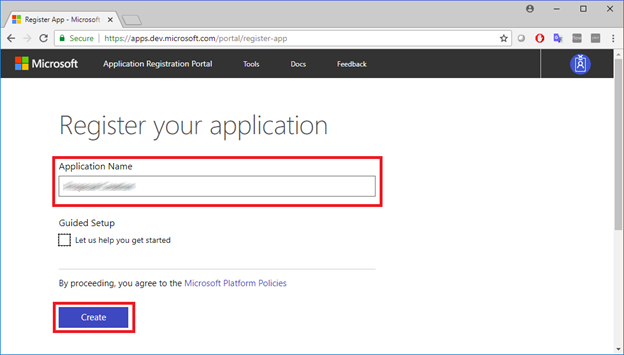 Register App - Microsoft
Secure https://apps.dev.microsoft.com/portal/register-app
Microsoft Application Registration Portal Tools Docs Feedback
Register your application
Application Name
Guided Setup
Let us help you get started
By proceeding, you agree to the Microsoft Platform Policies
Create